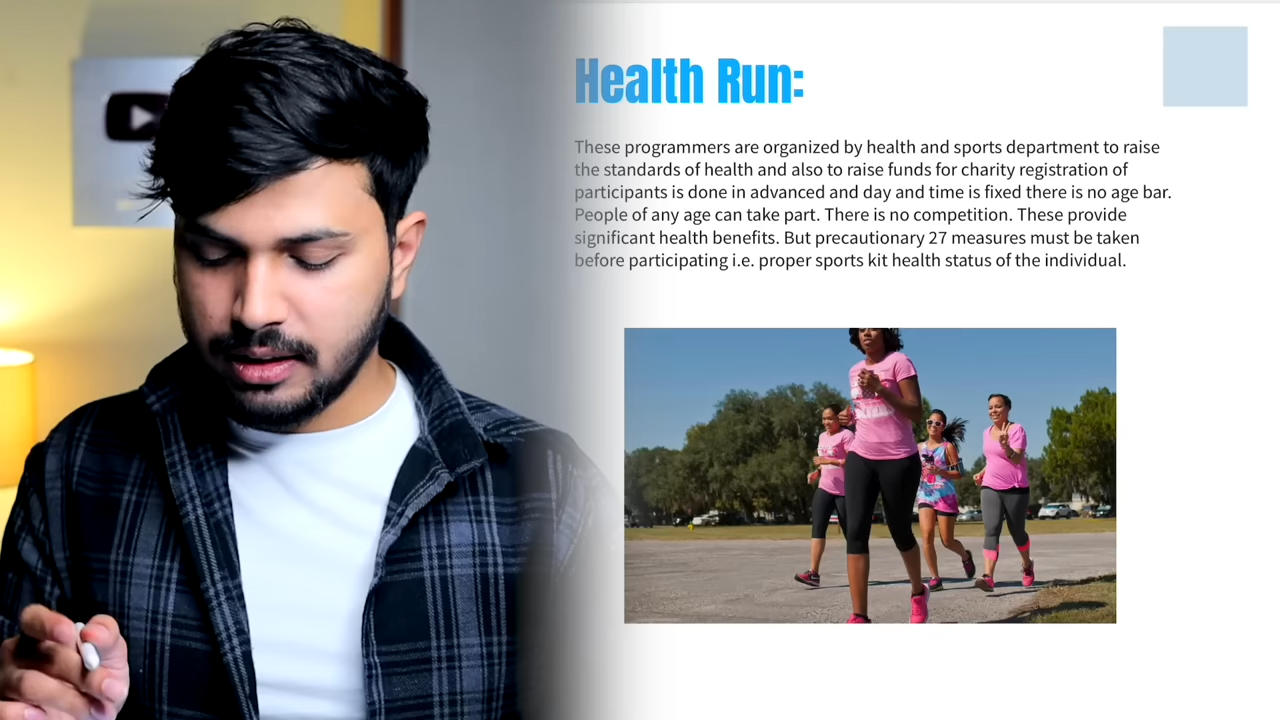 Health Run:
These programmers are organized by health and sports department to raise
the standards of health and also to raise funds for charity registration of
participants is done in advanced and day and time is fixed there is no age bar.
People of any age can take part. There is no competition. These provide
significant health benefits. But precautionary 27 measures must be taken
before participating i.e. proper sports kit health status of the individual.